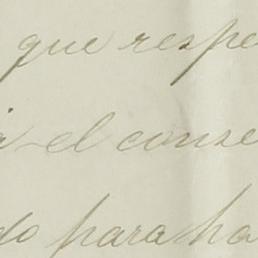 que respe
a el conse
do para ha